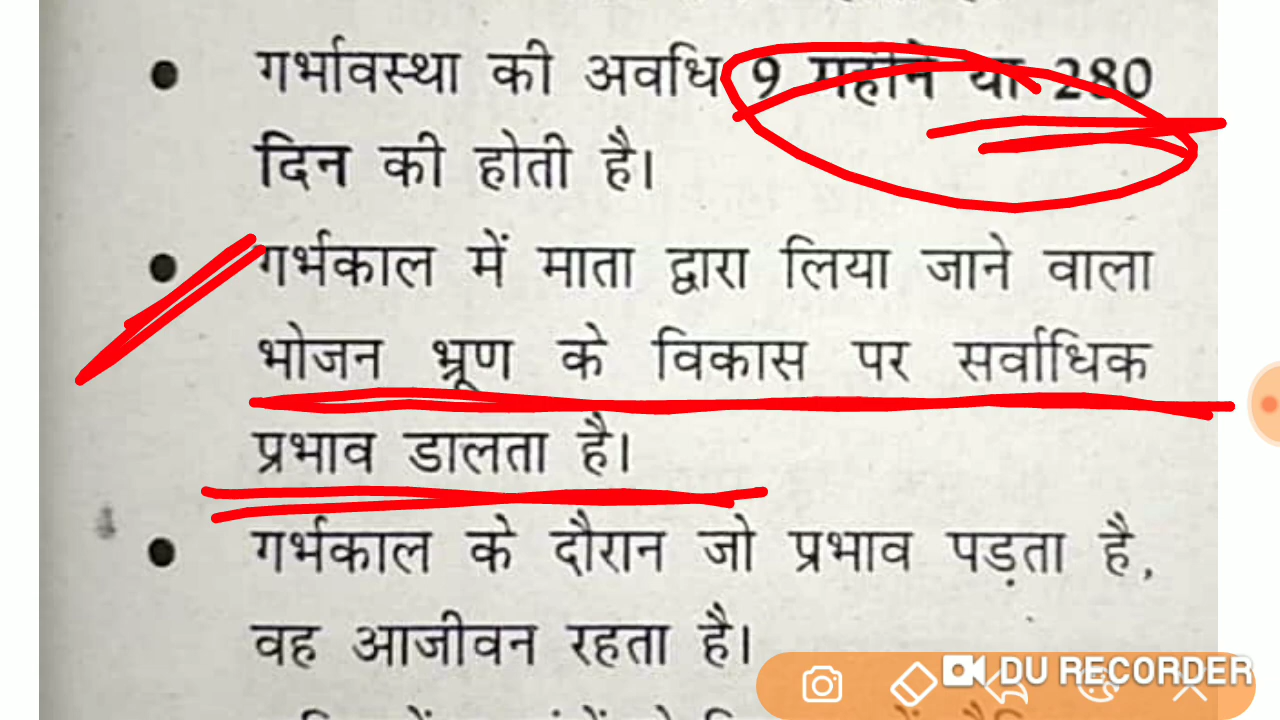 गर्भावस्था की अवधि 9 महीने या 280
दिन की होती है।
गर्भकाल में माता द्वारा लिया जाने वाला
भोजन भ्रूण के विकास पर सर्वाधिक
प्रभाव डालता है।
गर्भकाल के दौरान जो प्रभाव पड़ता है,
वह आजीवन रहता है।
DU RECORDER